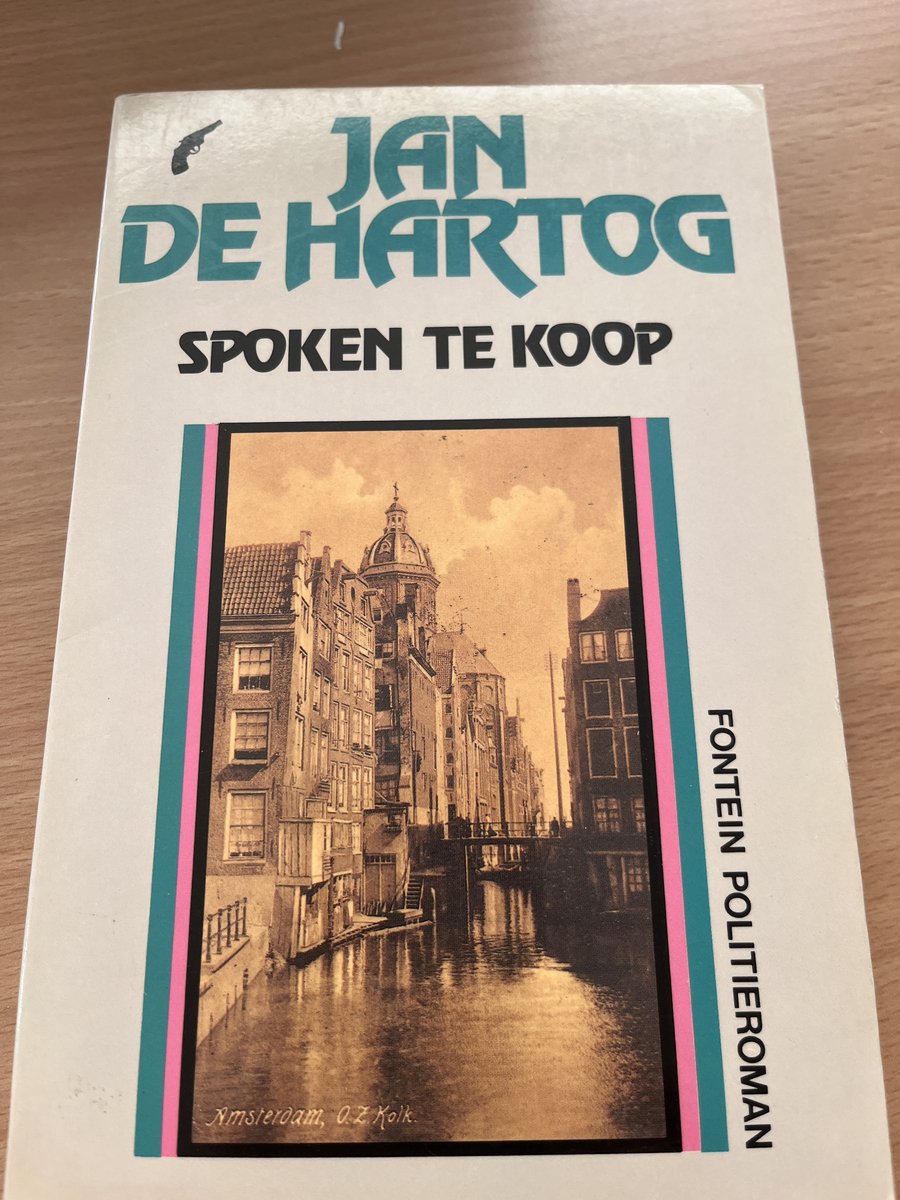 JAN
DE HARTOG
SPOKEN TE KOOP
FONTEIN POLITIEROMAN
Amsterdam, O.Z. Kolk.